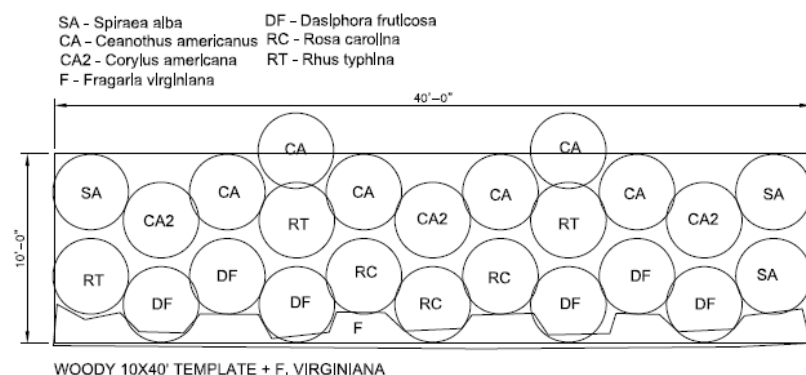 SA - Spiraea alba DF - Dasiphora fruticosa
CA - Ceanothus americanus RC - Rosa carolina
CA2 - Corylus americana RT - Rhus typhina
F - Fragaria virginiana
40'-0"
CA CA
SA CA CA CA CA SA
CA2 RT CA2 RT CA2
10'-0"
RT DF RC RC DF SA
DF DF RC DF DF
F
WOODY 10X40' TEMPLATE + F. VIRGINIANA